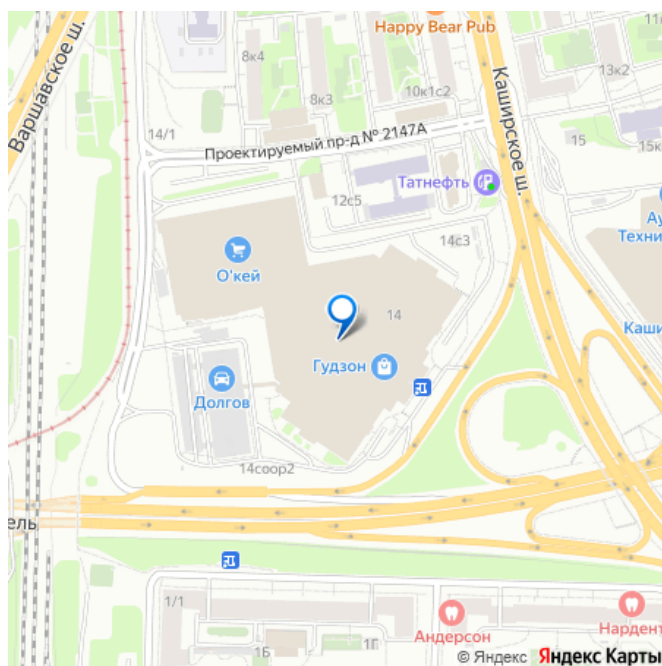 Happy Bear Pub
Варшавское ш.
8к4
8к3
10к1с2
Каширское ш.
13к2
14/1
Проектируемый пр-д № 2147А
15
15к
12с5
Татнефть
14с3
О'кей
14
Гудзон
Долгов
14соор2
ель
1/1
1Б
1Г
Андерсон
Нардент
© Яндекс Яндекс Карты